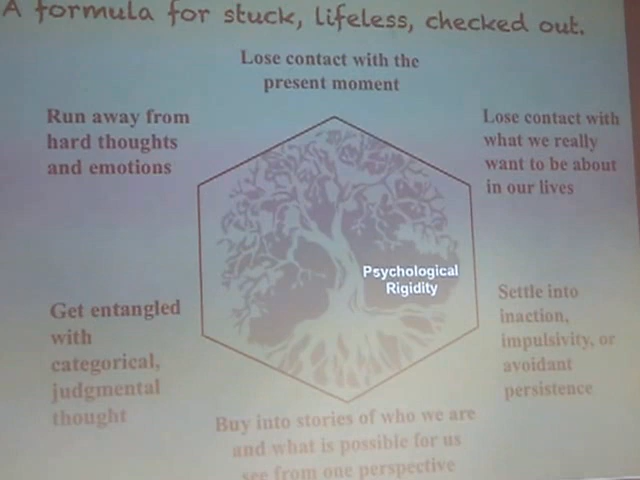 A formula for stuck, lifeless, checked out.
Lose contact with the
present moment
Run away from
hard thoughts
and emotions
Lose contact with
what we really
want to be about
in our lives
Psychological
Rigidity
Get entangled
with
categorical,
judgmental
thought
Settle into
inaction,
impulsivity, or
avoidant
persistence
Buy into stories of who we are
and what is possible for us
see from one perspective